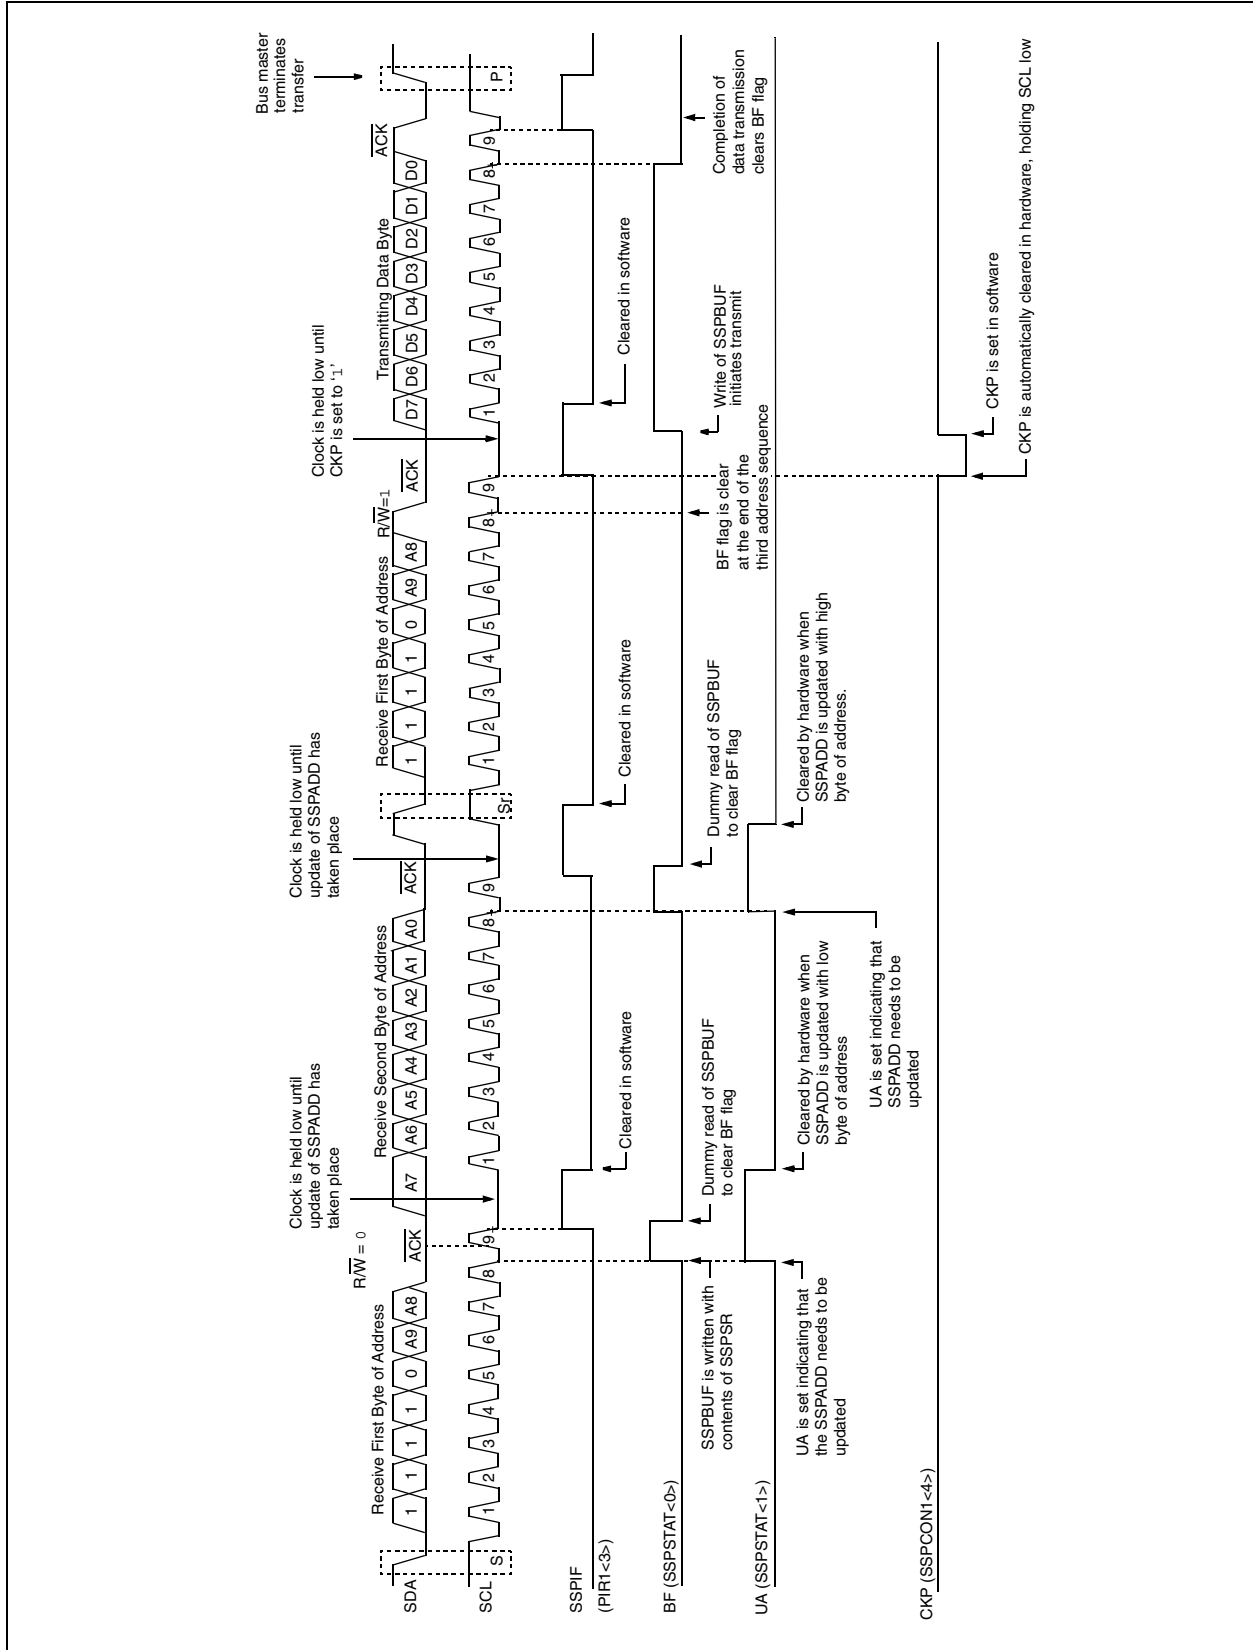 Bus master
terminates
transfer
Clock is held low until
CKP is set to ‘1’
Clock is held low until
update of SSPADD has
taken place
Clock is held low until
update of SSPADD has
taken place
R/W = 0
R/W=1
Receive First Byte of Address
ACK
Receive Second Byte of Address
ACK
Receive First Byte of Address
ACK
Transmitting Data Byte
ACK
SDA
1 1 1 1 0 A9 A8 A7 A6 A5 A4 A3 A2 A1 A0 1 1 1 1 0 A9 A8 D7 D6 D5 D4 D3 D2 D1 D0
SCL
S 1 2 3 4 5 6 7 8 9 1 2 3 4 5 6 7 8 9 Sr 1 2 3 4 5 6 7 8 9 1 2 3 4 5 6 7 8 9 P
SSPIF
(PIR1<3>)
Cleared in software
Cleared in software
Cleared in software
BF (SSPSTAT<0>)
SSPBUF is written with
contents of SSPSR
Dummy read of SSPBUF
to clear BF flag
Dummy read of SSPBUF
to clear BF flag
BF flag is clear
at the end of the
third address sequence
Write of SSPBUF
initiates transmit
Completion of
data transmission
clears BF flag
UA (SSPSTAT<1>)
UA is set indicating that
the SSPADD needs to be
updated
Cleared by hardware when
SSPADD is updated with low
byte of address
UA is set indicating that
SSPADD needs to be
updated
Cleared by hardware when
SSPADD is updated with high
byte of address.
CKP (SSPCON1<4>)
CKP is set in software
CKP is automatically cleared in hardware, holding SCL low